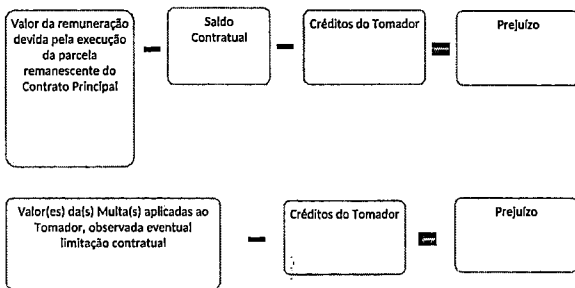 Valor da remuneração
devida pela execução
da parcela
remanescente do
Contrato Principal
Saldo
Contratual
Créditos do Tomador
Prejuízo
Valor(es) da(s) Multa(s) aplicadas ao
Tomador, observada eventual
limitação contratual
Créditos do Tomador
Prejuízo